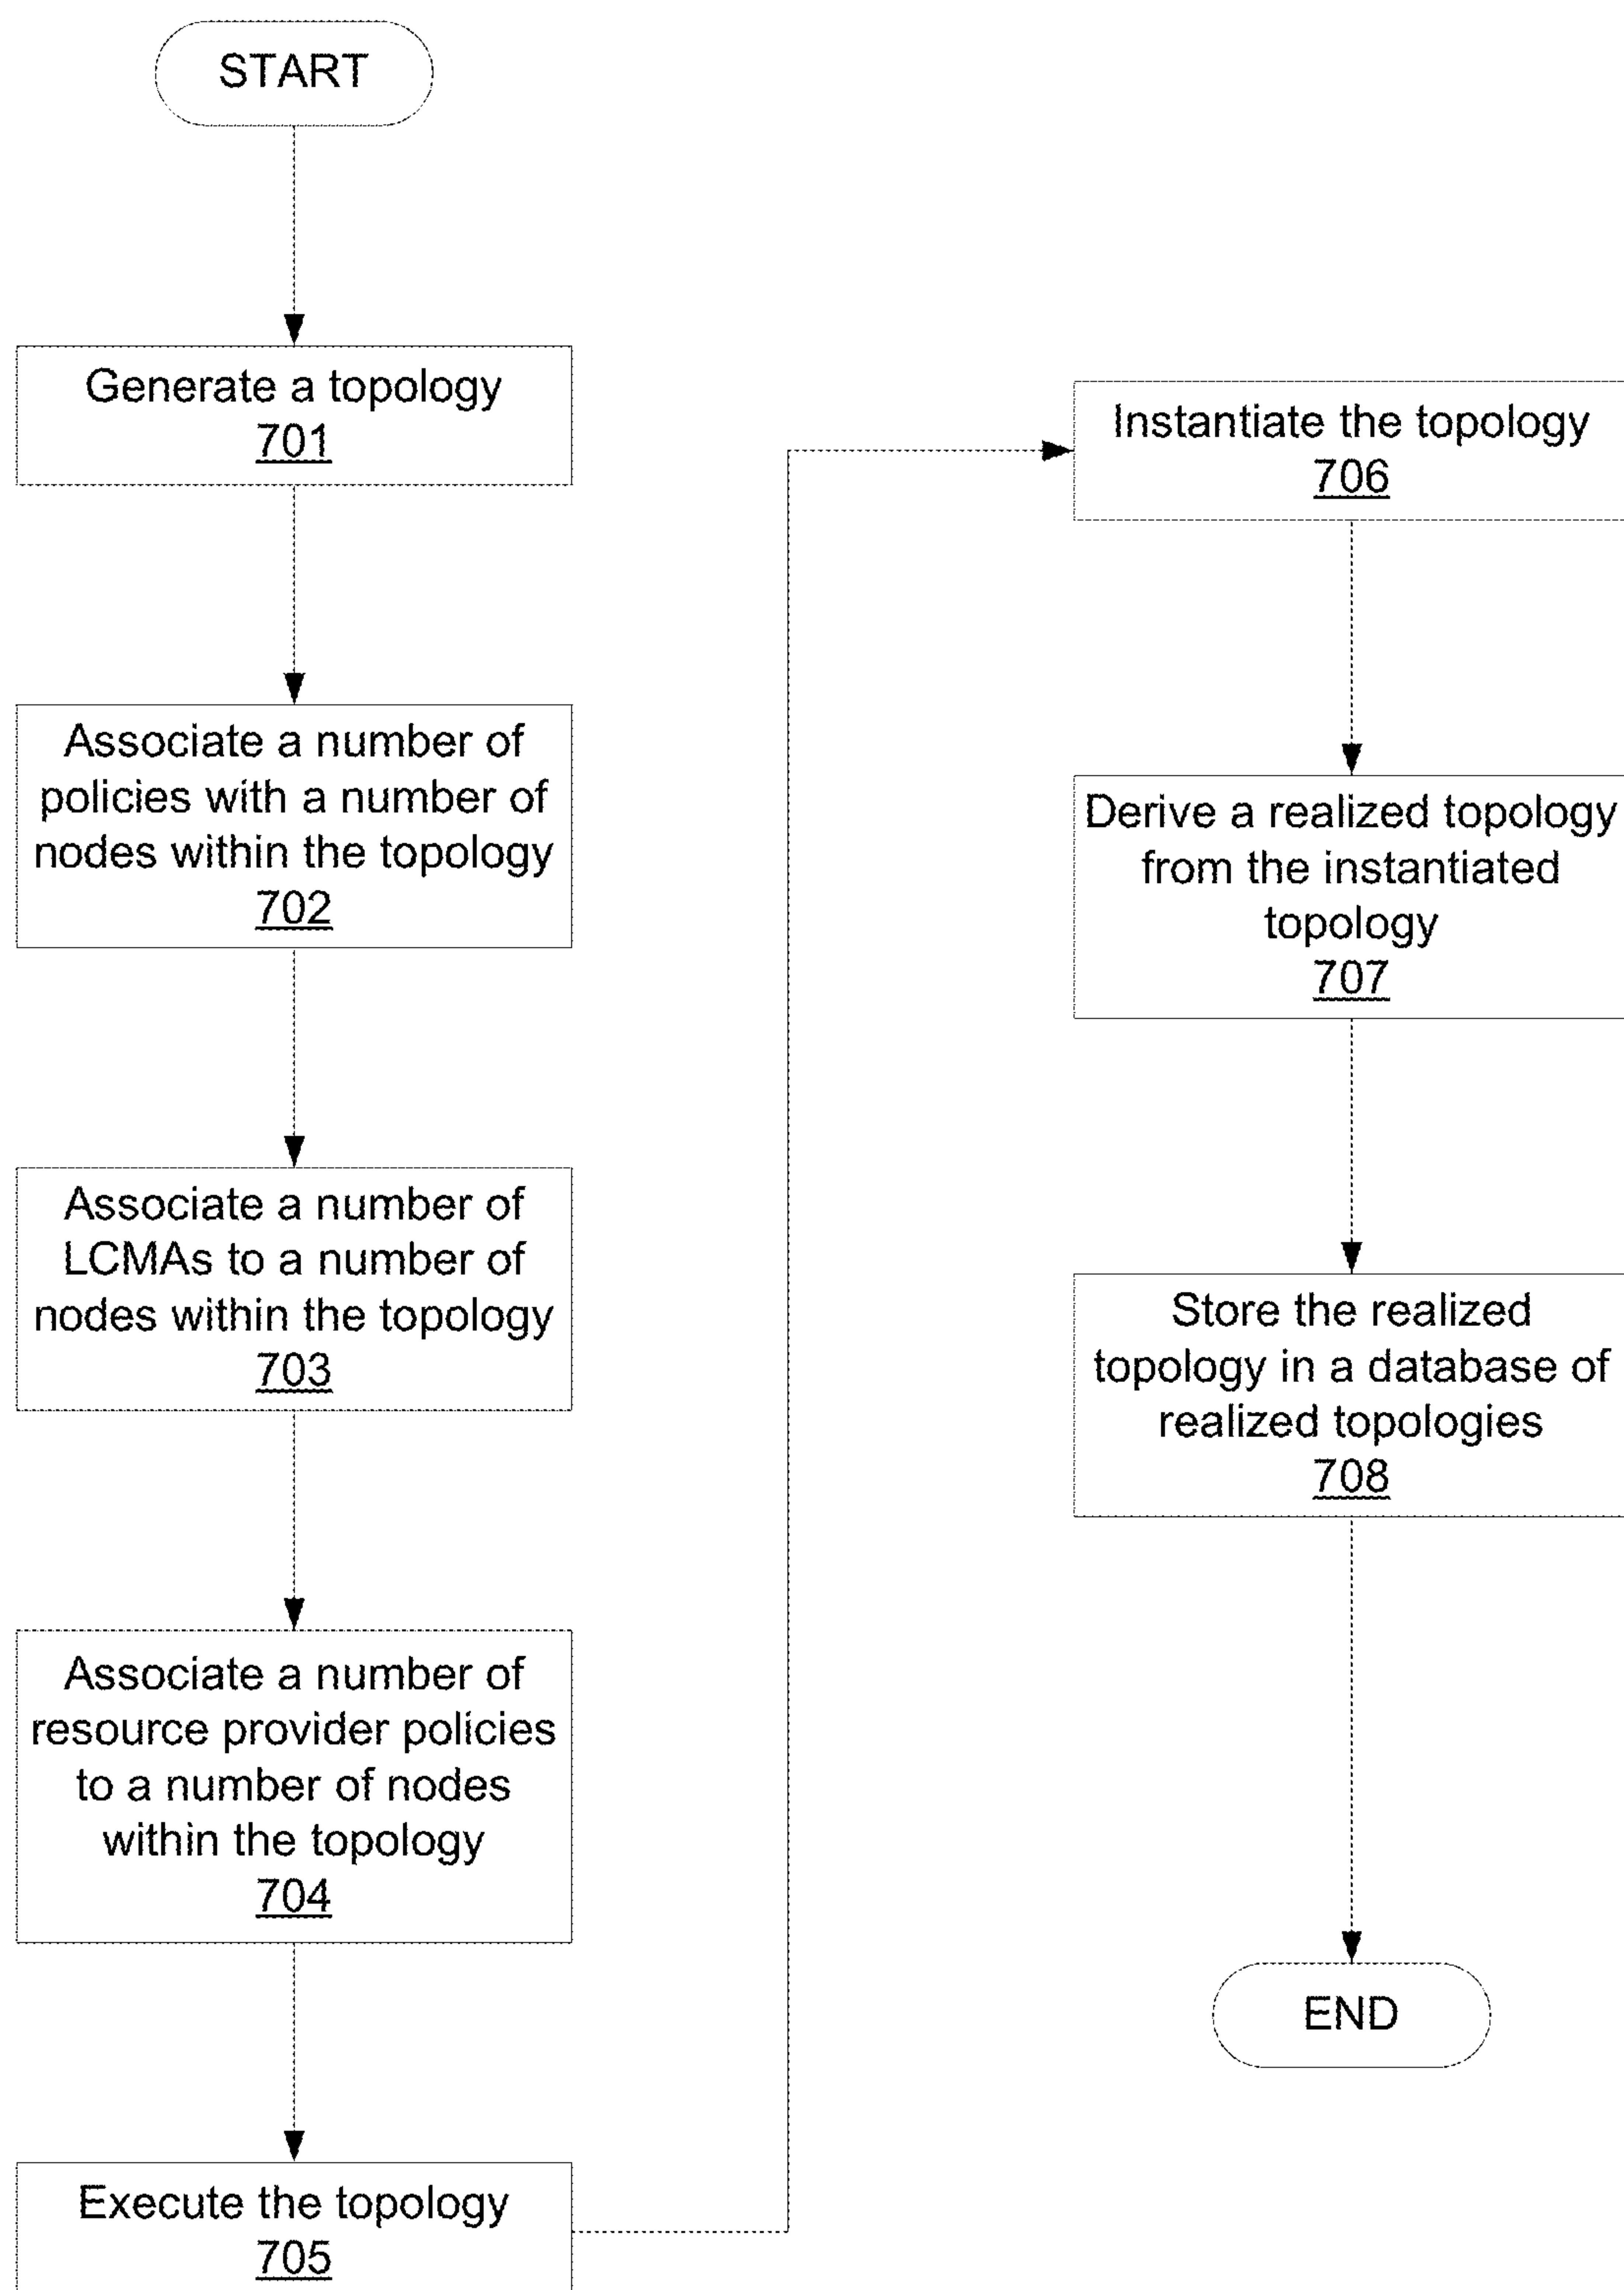 START
Generate a topology
701
Associate a number of
policies with a number of
nodes within the topology
702
Associate a number of
LCMAs to a number of
nodes within the topology
703
Associate a number of
resource provider policies
to a number of nodes
within the topology
704
Execute the topology
705
Instantiate the topology
706
Derive a realized topology
from the instantiated
topology
707
Store the realized
topology in a database of
realized topologies
708
END